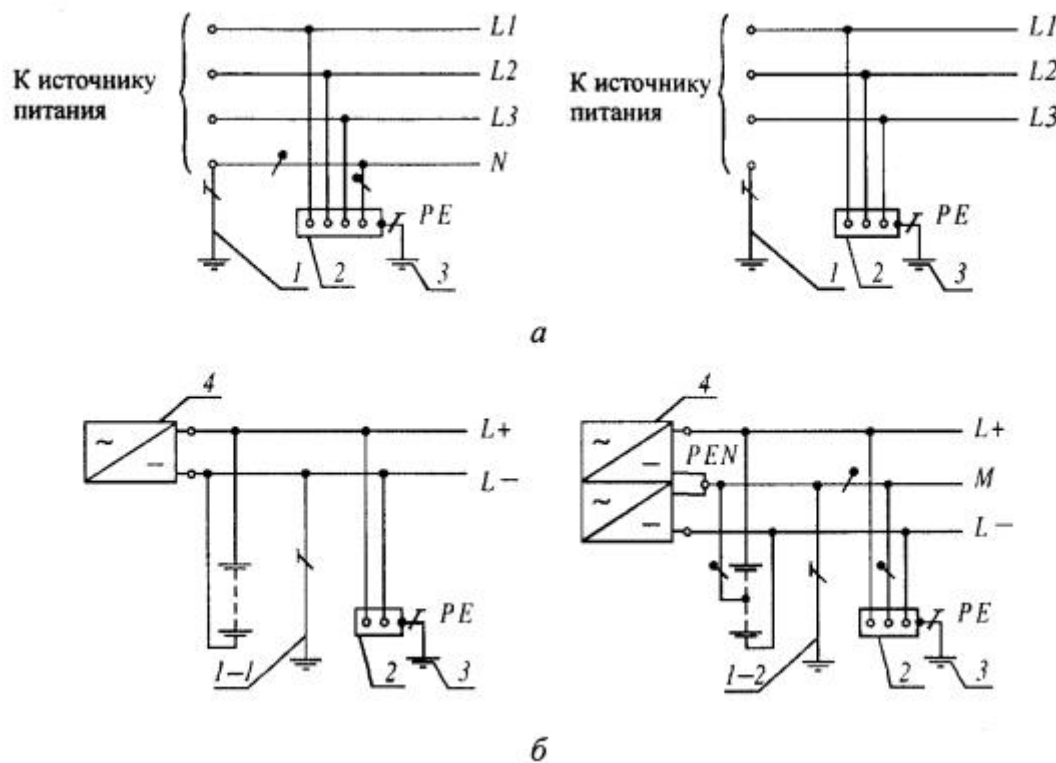 К источнику
питания
L1
L2
L3
N
PE
1
2
3
К источнику
питания
L1
L2
L3
PE
1
2
3
а
4
L+
L−
PE
1-1
2
3
4
L+
PEN
M
L−
PE
1-2
2
3
б